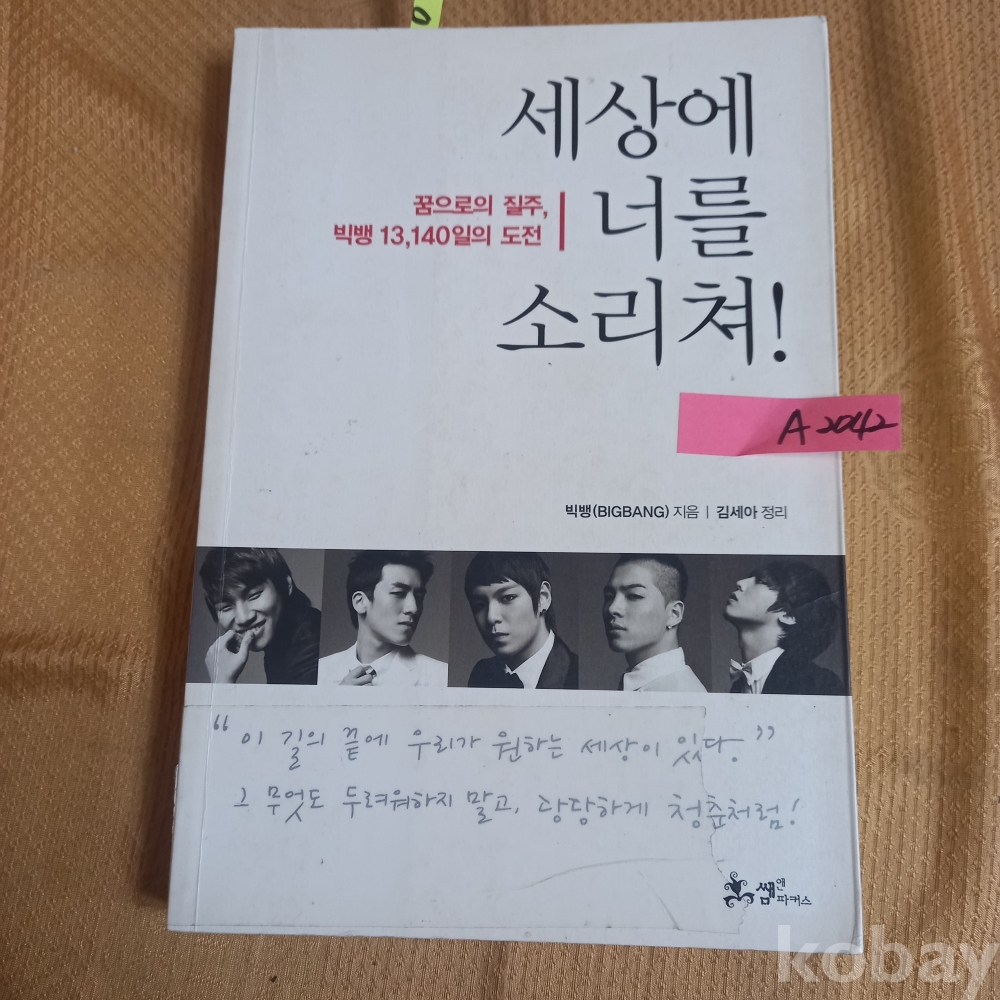 0
세상에
너를
소리쳐!
꿈으로의 질주,
빅뱅 13,140일의 도전
A 2042
빅뱅(BIGBANG) 지음 | 김세아 정리
“이 길의 끝에 우리가 원하는 세상이 있다.”
그 무엇도 두려워하지 말고, 당당하게 청춘처럼!
쌤앤파커스
kobay